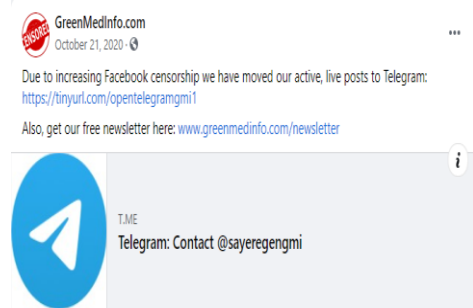 CENSORED
GreenMedInfo.com
October 21, 2020 ·
Due to increasing Facebook censorship we have moved our active, live posts to Telegram:
https://tinyurl.com/opentelegramgmi1
Also, get our free newsletter here: www.greenmedinfo.com/newsletter
T.ME
Telegram: Contact @sayeregengmi